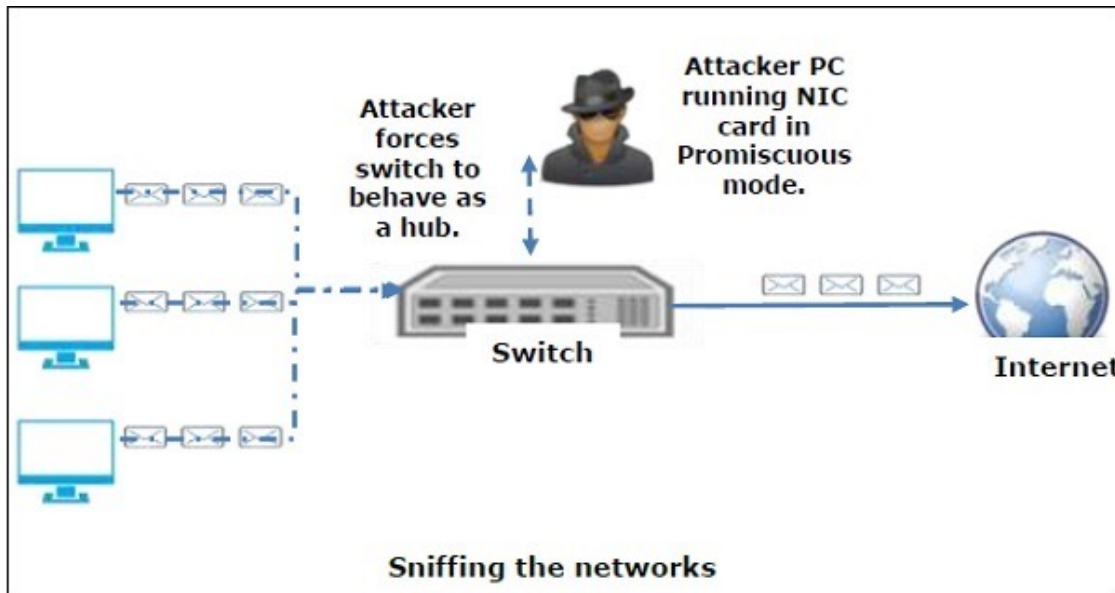 Attacker
forces
switch to
behave as
a hub.
Attacker PC
running NIC
card in
Promiscuous
mode.
Switch
Internet
Sniffing the networks